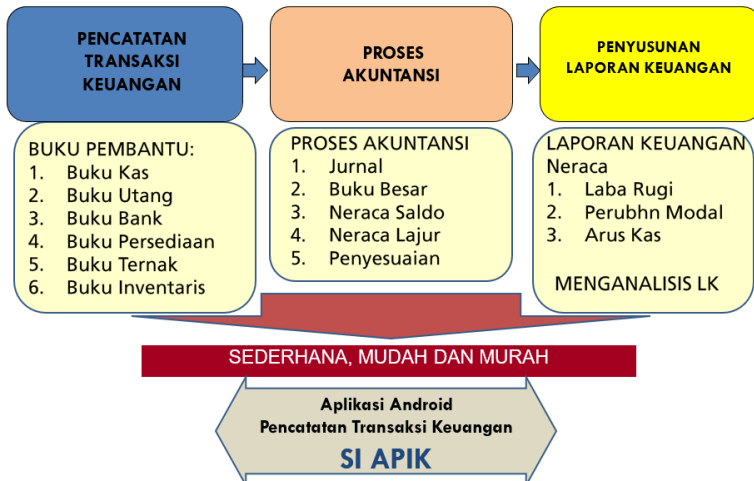 PENCATATAN
TRANSAKSI
KEUANGAN
PROSES
AKUNTANSI
PENYUSUNAN
LAPORAN KEUANGAN
BUKU PEMBANTU:
1. Buku Kas
2. Buku Utang
3. Buku Bank
4. Buku Persediaan
5. Buku Ternak
6. Buku Inventaris
PROSES AKUNTANSI
1. Jurnal
2. Buku Besar
3. Neraca Saldo
4. Neraca Lajur
5. Penyesuaian
LAPORAN KEUANGAN
Neraca
1. Laba Rugi
2. Perubhn Modal
3. Arus Kas
MENGANALISIS LK
SEDERHANA, MUDAH DAN MURAH
Aplikasi Android
Pencatatan Transaksi Keuangan
SI APIK